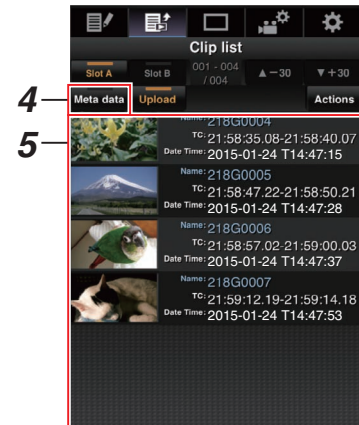 Clip list
Slot A
Slot B
001 - 004
/ 004
▲-30
▼+30
4
Meta data
Upload
Actions
5
Name: 218G0004
TC: 21:58:35.08-21:58:40.07
Date Time: 2015-01-24 T14:47:15
Name: 218G0005
TC: 21:58:47.22-21:58:50.21
Date Time: 2015-01-24 T14:47:28
Name: 218G0006
TC: 21:58:57.02-21:59:00.03
Date Time: 2015-01-24 T14:47:37
Name: 218G0007
TC: 21:59:12.19-21:59:14.18
Date Time: 2015-01-24 T14:47:53